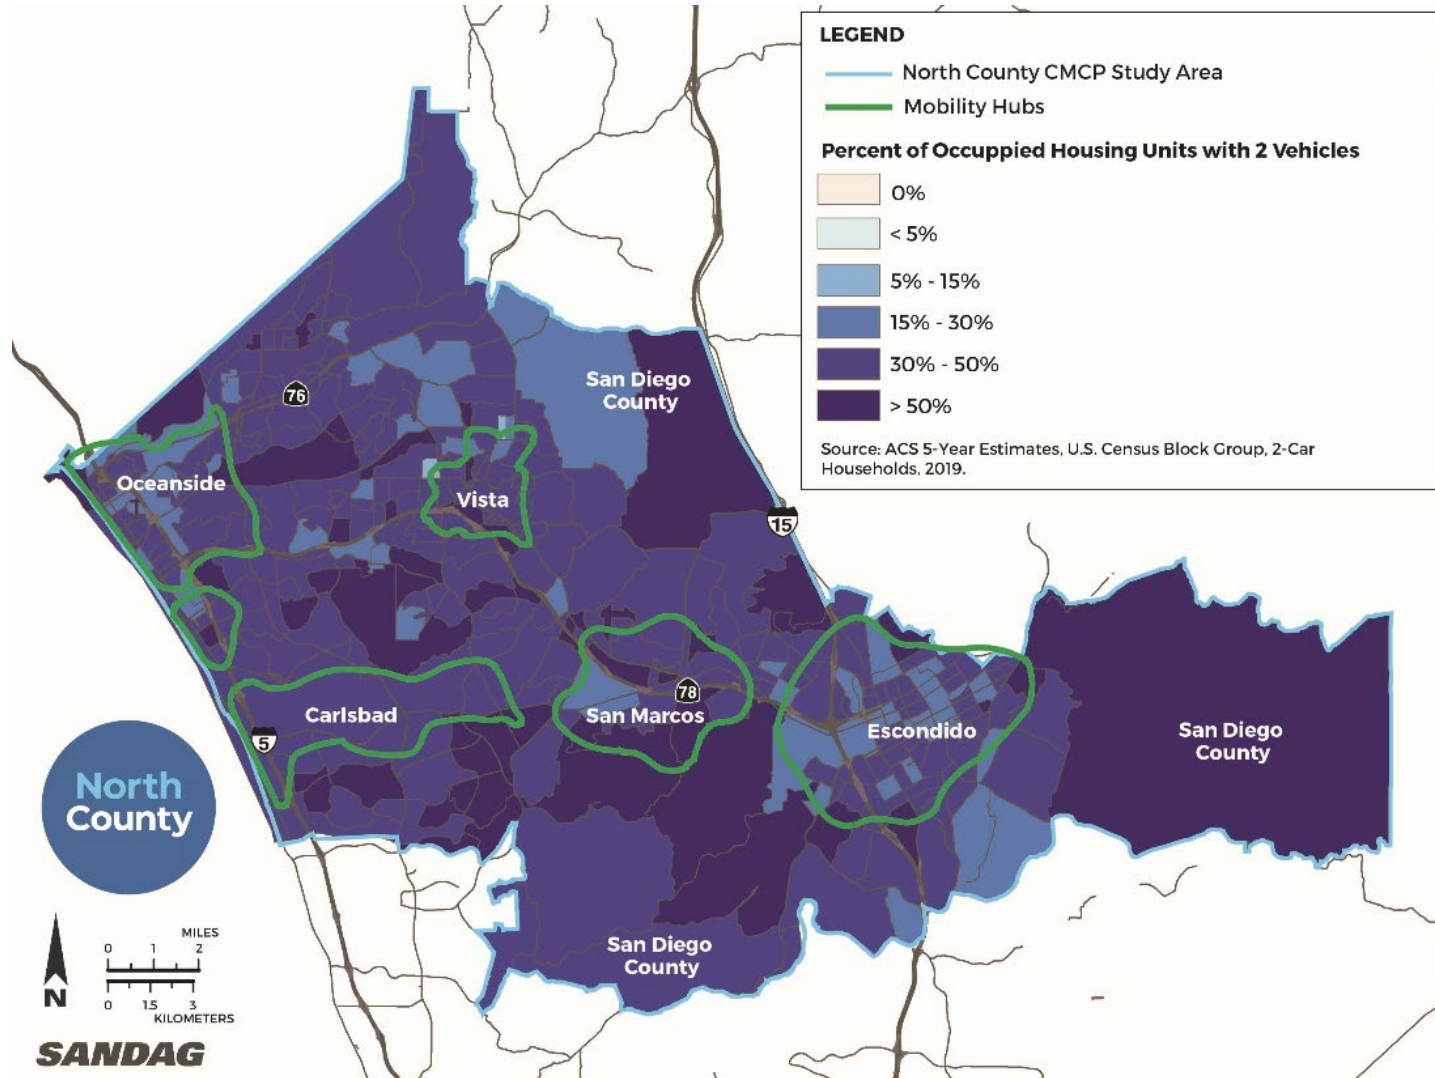 LEGEND
North County CMCP Study Area
Mobility Hubs
Percent of Occuppied Housing Units with 2 Vehicles
0%
< 5%
5% - 15%
15% - 30%
30% - 50%
> 50%
Source: ACS 5-Year Estimates, U.S. Census Block Group, 2-Car
Households, 2019.
San Diego
County
76
Oceanside
Vista
15
Carlsbad
5
78
San Marcos
Escondido
San Diego
County
San Diego
County
North
County
MILES
0 1 2
0 1.5 3
KILOMETERS
N
SANDAG